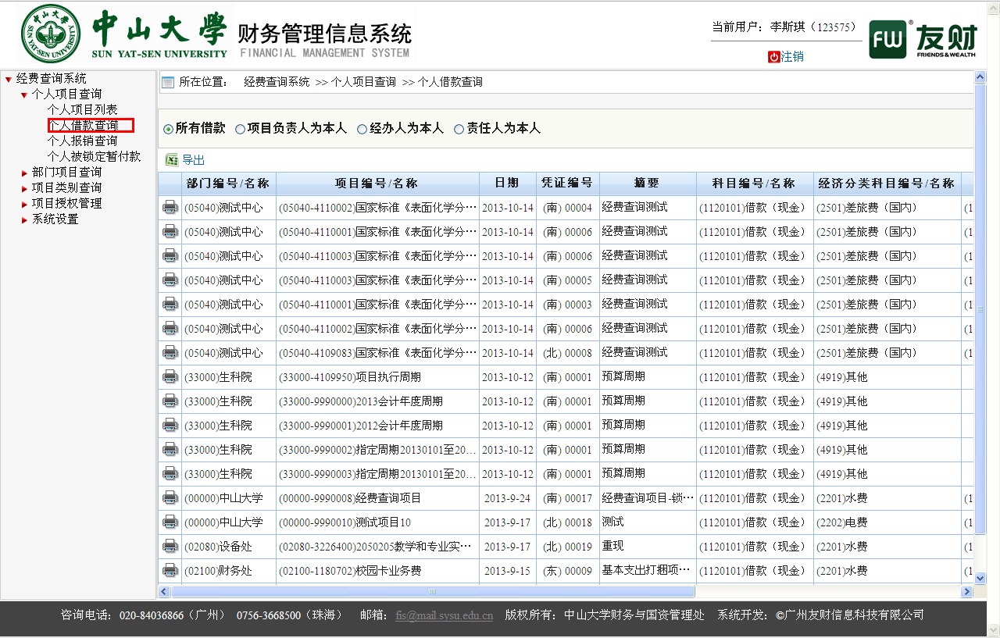 中山大学
SUN YAT-SEN UNIVERSITY
财务管理信息系统
FINANCIAL MANAGEMENT SYSTEM
当前用户：李斯琪（123575）
注销
FW® 友财
FRIENDS&WEALTH
经费查询系统
个人项目查询
个人项目列表
个人借款查询
个人报销查询
个人被锁定暂付款
部门项目查询
项目类别查询
项目授权管理
系统设置
所在位置： 经费查询系统 >> 个人项目查询 >> 个人借款查询
所有借款 项目负责人为本人 经办人为本人 责任人为本人
导出
部门编号/名称 项目编号/名称 日期 凭证编号 摘要 科目编号/名称 经济分类科目编号/名称
(05040)测试中心 (05040-4110002)国家标准《表面化学分… 2013-10-14 (南) 00004 经费查询测试 (1120101)借款（现金） (2501)差旅费（国内） (1
(05040)测试中心 (05040-4110001)国家标准《表面化学分… 2013-10-14 (南) 00006 经费查询测试 (1120101)借款（现金） (2501)差旅费（国内） (1
(05040)测试中心 (05040-4110003)国家标准《表面化学分… 2013-10-14 (南) 00006 经费查询测试 (1120101)借款（现金） (2501)差旅费（国内） (1
(05040)测试中心 (05040-4110003)国家标准《表面化学分… 2013-10-14 (南) 00005 经费查询测试 (1120101)借款（现金） (2501)差旅费（国内） (1
(05040)测试中心 (05040-4110001)国家标准《表面化学分… 2013-10-14 (南) 00003 经费查询测试 (1120101)借款（现金） (2501)差旅费（国内） (1
(05040)测试中心 (05040-4110002)国家标准《表面化学分… 2013-10-14 (南) 00006 经费查询测试 (1120101)借款（现金） (2501)差旅费（国内） (1
(05040)测试中心 (05040-4109083)国家标准《表面化学分… 2013-10-14 (北) 00008 经费查询测试 (1120101)借款（现金） (2501)差旅费（国内） (1
(33000)生科院 (33000-4109950)项目执行周期 2013-10-12 (南) 00001 预算周期 (1120101)借款（现金） (4919)其他
(33000)生科院 (33000-9990000)2013会计年度周期 2013-10-12 (南) 00001 预算周期 (1120101)借款（现金） (4919)其他
(33000)生科院 (33000-9990001)2012会计年度周期 2013-10-12 (南) 00001 预算周期 (1120101)借款（现金） (4919)其他
(33000)生科院 (33000-9990002)指定周期20130101至20... 2013-10-12 (南) 00001 预算周期 (1120101)借款（现金） (4919)其他
(33000)生科院 (33000-9990003)指定周期20130101至20... 2013-10-12 (南) 00001 预算周期 (1120101)借款（现金） (4919)其他
(00000)中山大学 (00000-9990008)经费查询项目 2013-9-24 (南) 00017 经费查询项目-锁… (1120101)借款（现金） (2201)水费 (1
(00000)中山大学 (00000-9990010)测试项目10 2013-9-17 (北) 00018 测试 (1120101)借款（现金） (2202)电费 (1
(02080)设备处 (02080-3226400)2050205教学和专业实… 2013-9-17 (北) 00019 重现 (1120101)借款（现金） (2201)水费 (1
(02100)财务处 (02100-1180702)校园卡业务费 2013-9-15 (东) 00009 基本支出打捆项… (1120101)借款（现金） (2201)水费 (1
咨询电话：020-84036866（广州） 0756-3668500（珠海） 邮箱：fis@mail.sysu.edu.cn 版权所有：中山大学财务与国资管理处 系统开发：©广州友财信息科技有限公司